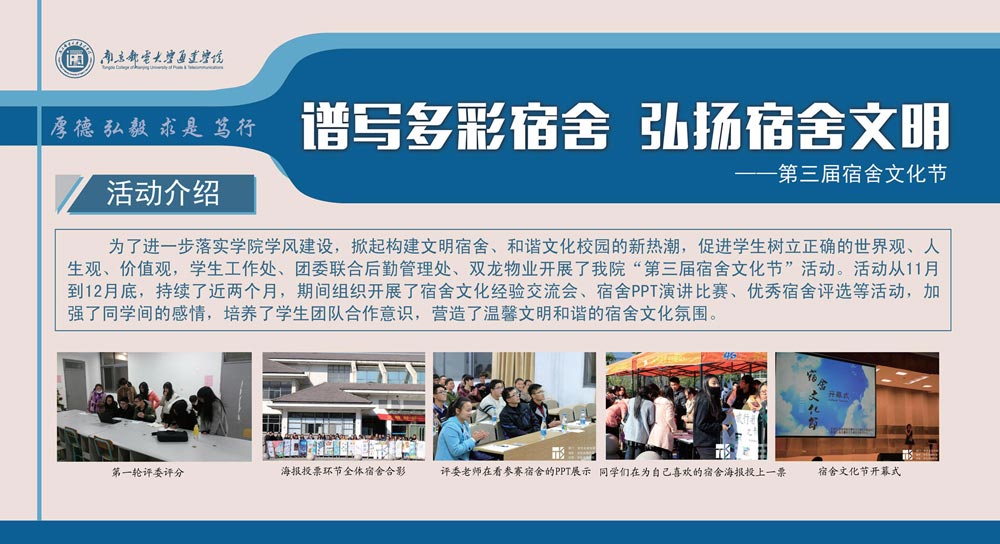 南京邮电大学通达学院
Tongda College of Nanjing University of Posts & Telecommunications
厚德 弘毅 求是 笃行
谱写多彩宿舍 弘扬宿舍文明
——第三届宿舍文化节
活动介绍
为了进一步落实学院学风建设，掀起构建文明宿舍、和谐文化校园的新热潮，促进学生树立正确的世界观、人
生观、价值观，学生工作处、团委联合后勤管理处、双龙物业开展了我院“第三届宿舍文化节”活动。活动从11月
到12月底，持续了近两个月，期间组织开展了宿舍文化经验交流会、宿舍PPT演讲比赛、优秀宿舍评选等活动，加
强了同学间的感情，培养了学生团队合作意识，营造了温馨文明和谐的宿舍文化氛围。
宿舍文化节
开幕式
第一轮评委评分
海报投票环节全体宿舍合影
评委老师在看参赛宿舍的PPT展示
同学们在为自己喜欢的宿舍海报投上一票
宿舍文化节开幕式